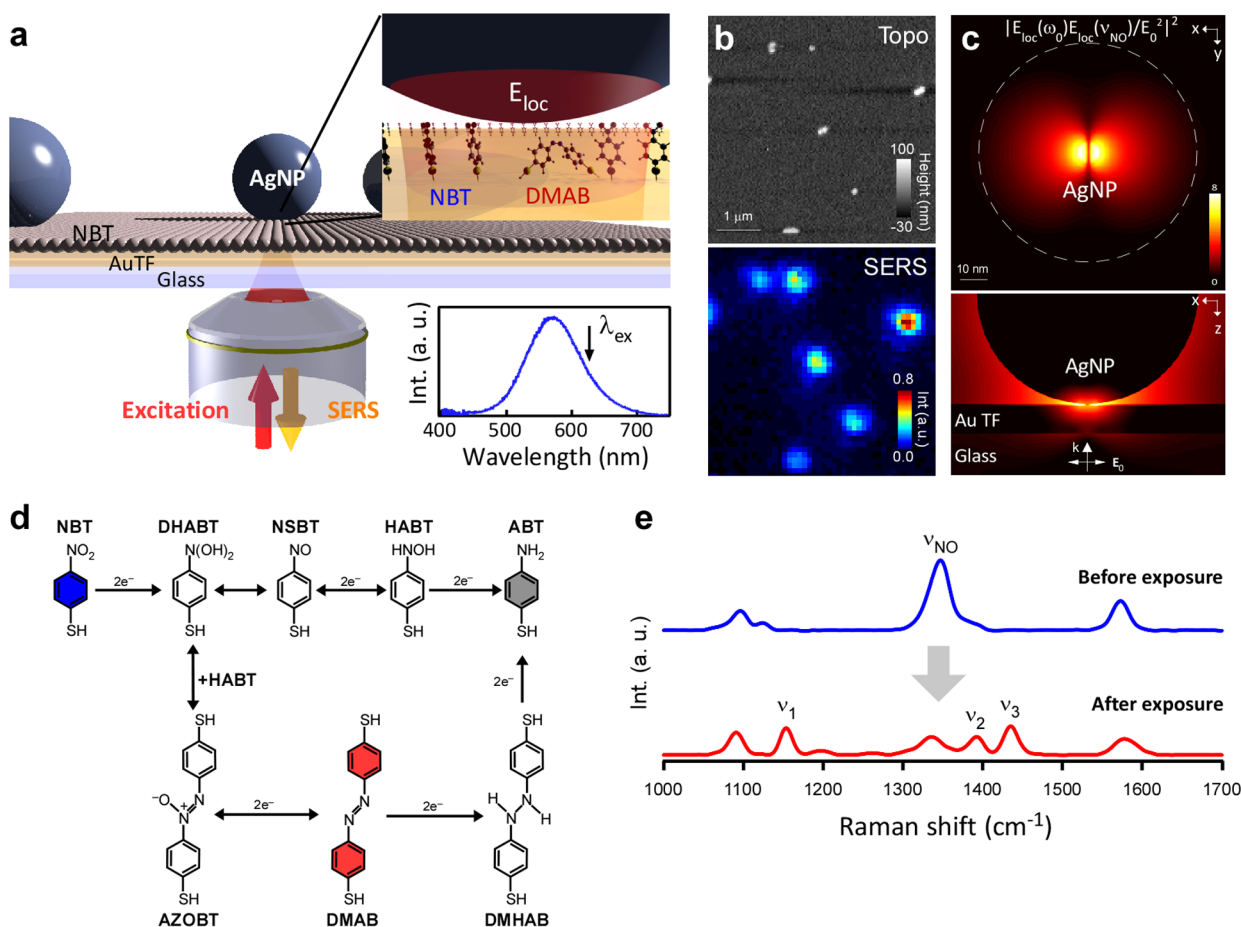 a
E_loc
NBT
DMAB
AgNP
NBT
AuTF
Glass
Excitation
SERS
Int. (a. u.)
λ_ex
400 500 600 700
Wavelength (nm)
b
Topo
100
Height (nm)
-30
1 μm
SERS
0.8
Int (a.u.)
0.0
c
|E_loc(ω_0)E_loc(ν_NO)/E_0^2|^2
x
y
AgNP
8
0
10 nm
x
z
AgNP
Au TF
Glass
k
E_0
d
NBT DHABT NSBT HABT ABT
NO₂ N(OH)₂ NO HNOH NH₂
2e⁻ 2e⁻ 2e⁻
SH SH SH SH SH
+HABT
2e⁻
SH SH SH
⁻O N⁺ N
N N
H N N H
2e⁻ 2e⁻
SH SH SH
AZOBT DMAB DMHAB
e
ν_NO
Before exposure
Int. (a. u.)
ν_1 ν_2 ν_3
After exposure
1000 1100 1200 1300 1400 1500 1600 1700
Raman shift (cm⁻¹)